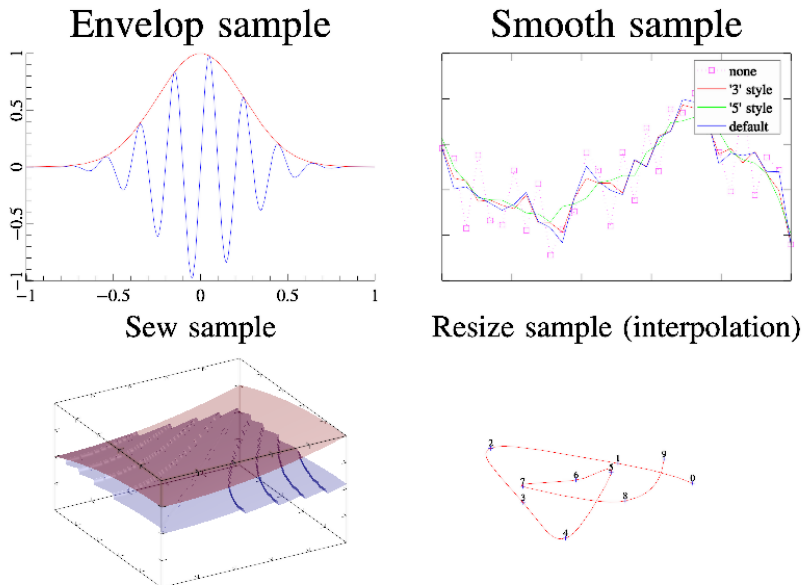 Envelop sample
Smooth sample
1
0.5
0
−0.5
−1
−1
−0.5
0
0.5
1
none
'3' style
'5' style
default
Sew sample
Resize sample (interpolation)
2
1
9
5
6
0
7
3
8
4